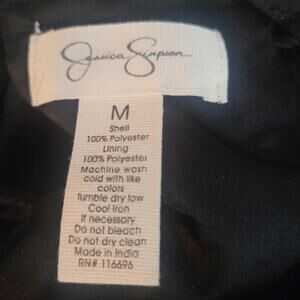 Jessica Simpson
M
Shell
100% Polyester
Lining
100% Polyester
Machine wash
cold with like
colors
Tumble dry low
Cool iron
if necessary
Do not bleach
Do not dry clean
Made in India
RN# 116696